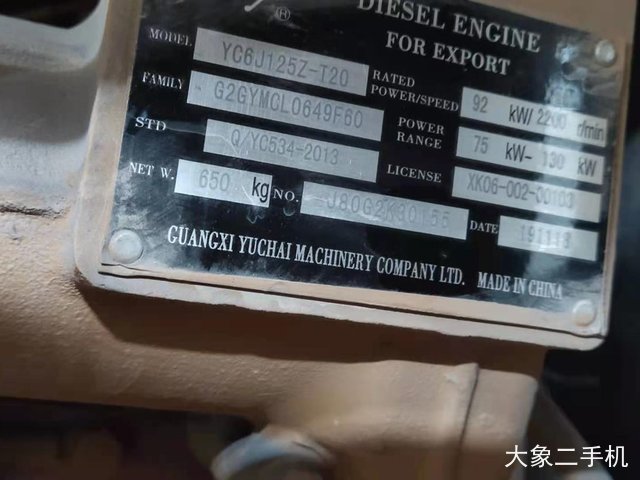 ®
DIESEL ENGINE
FOR EXPORT
MODEL YC6J125Z-T20 RATED POWER/SPEED 92 kW/ 2200 r/min
FAMILY G2GYMCL0649F60 POWER RANGE 75 kW- 130 kW
STD Q/YC534-2013 LICENSE XK06-002-00103
NET W. 650 kg NO. J80G2K30155 DATE 191113
GUANGXI YUCHAI MACHINERY COMPANY LTD. MADE IN CHINA
大象二手机